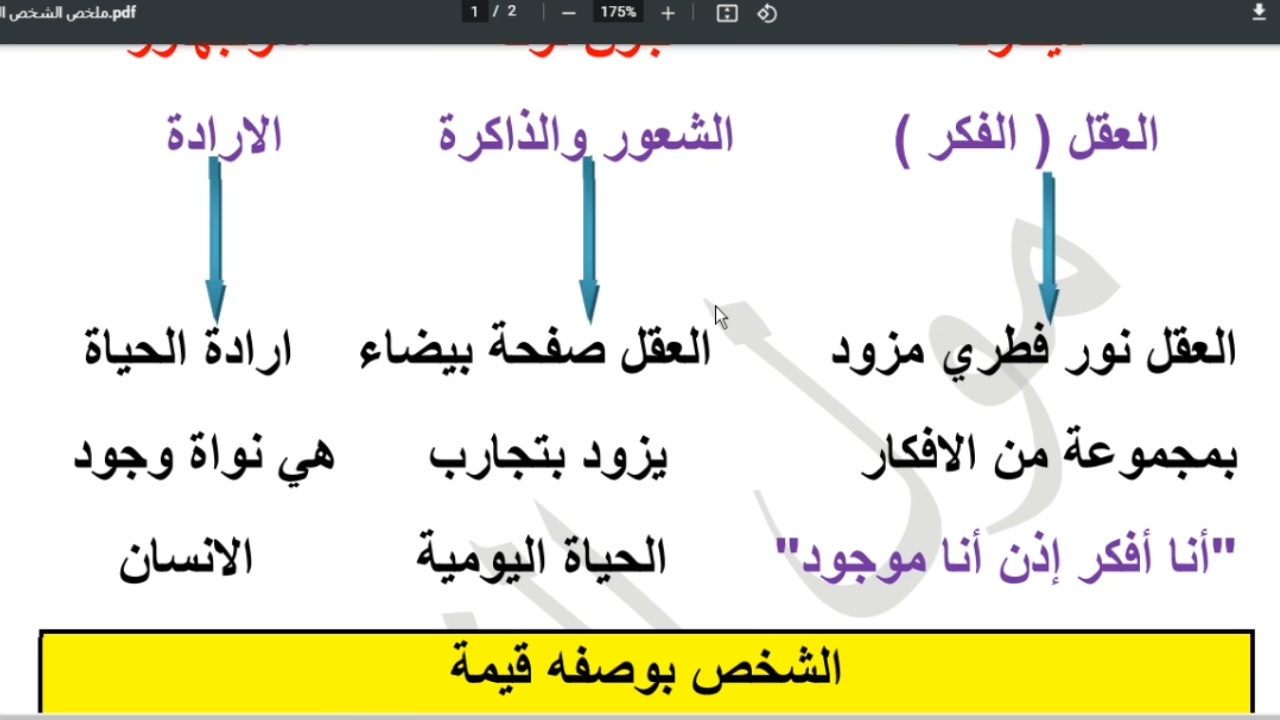 ملخص الشخص ال.pdf
1 / 2 175%
العقل ( الفكر ) الشعور والذاكرة الارادة
العقل نور فطري مزود العقل صفحة بيضاء ارادة الحياة
بمجموعة من الافكار يزود بتجارب هي نواة وجود
"أنا أفكر إذن أنا موجود" الحياة اليومية الانسان
الشخص بوصفه قيمة